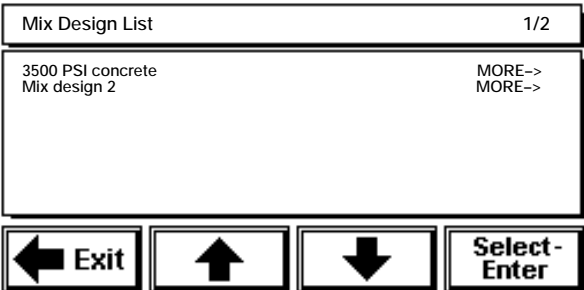 Mix Design List 1/2
3500 PSI concrete MORE–>
Mix design 2 MORE–>
Exit
Select-
Enter